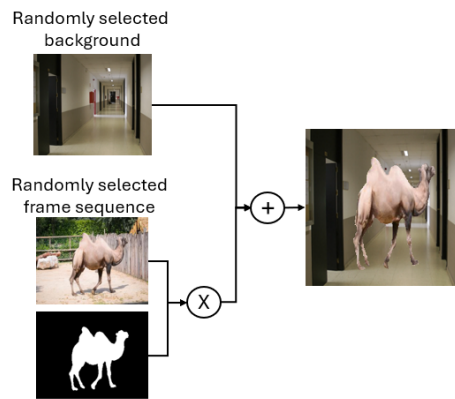 Randomly selected
background
Randomly selected
frame sequence
+
X